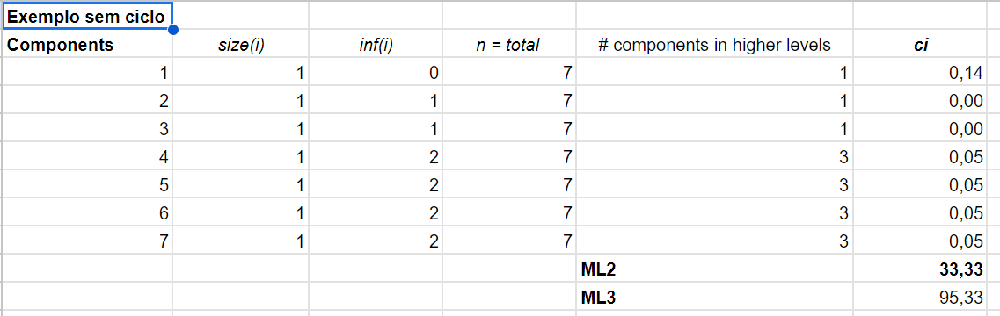 Exemplo sem ciclo
Components size(i) inf(i) n = total # components in higher levels ci
1 1 0 7 1 0,14
2 1 1 7 1 0,00
3 1 1 7 1 0,00
4 1 2 7 3 0,05
5 1 2 7 3 0,05
6 1 2 7 3 0,05
7 1 2 7 3 0,05
ML2 33,33
ML3 95,33